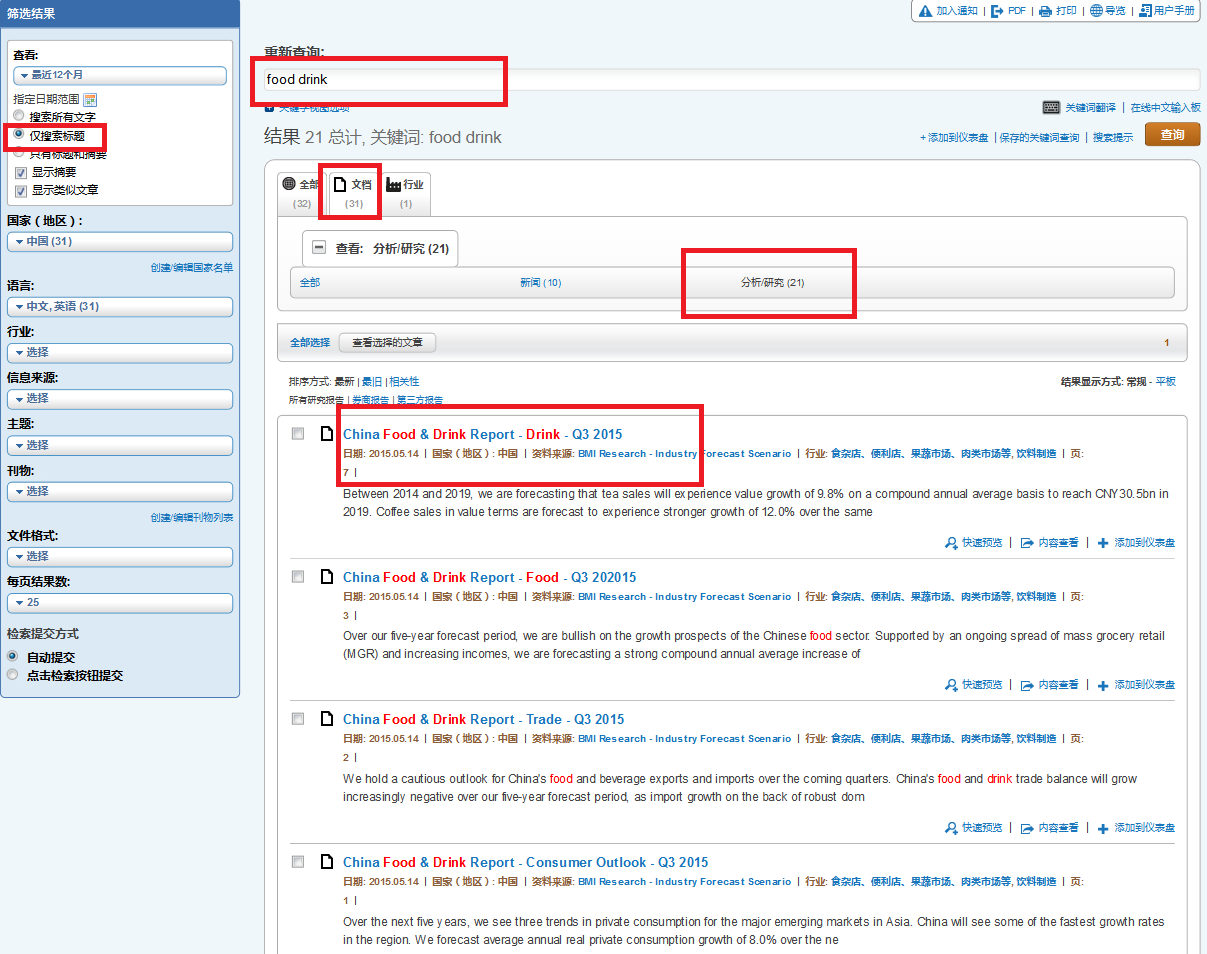 筛选结果
查看:
最近12个月
指定日期范围
搜索所有文字
仅搜索标题
只有标题和摘要
显示摘要
显示类似文章
国家（地区）:
中国 (31)
创建/编辑国家名单
语言:
中文, 英语 (31)
行业:
选择
信息来源:
选择
主题:
选择
刊物:
选择
创建/编辑刊物列表
文件格式:
选择
每页结果数:
25
检索提交方式
自动提交
点击检索按钮提交
加入通知 | PDF | 打印 | 导览 | 用户手册
重新查询:
food drink
关键字视图选项
关键词翻译 | 在线中文输入板
结果 21 总计, 关键词: food drink
+ 添加到仪表盘 | 保存的关键词查询 | 搜索提示 查询
全部 文档 行业
(32) (31) (1)
查看: 分析/研究 (21)
全部 新闻 (10) 分析/研究 (21)
全部选择 查看选择的文章 1
排序方式: 最新 | 最旧 | 相关性 结果显示方式: 常规 - 平板
所有研究报告 | 券商报告 | 第三方报告
China Food & Drink Report - Drink - Q3 2015
日期: 2015.05.14 | 国家（地区）: 中国 | 资料来源: BMI Research - Industry Forecast Scenario | 行业: 食杂店、便利店、果蔬市场、肉类市场等, 饮料制造 | 页:
7 |
Between 2014 and 2019, we are forecasting that tea sales will experience value growth of 9.8% on a compound annual average basis to reach CNY30.5bn in
2019. Coffee sales in value terms are forecast to experience stronger growth of 12.0% over the same
快速预览 | 内容查看 | 添加到仪表盘
China Food & Drink Report - Food - Q3 202015
日期: 2015.05.14 | 国家（地区）: 中国 | 资料来源: BMI Research - Industry Forecast Scenario | 行业: 食杂店、便利店、果蔬市场、肉类市场等, 饮料制造 | 页:
3 |
Over our five-year forecast period, we are bullish on the growth prospects of the Chinese food sector. Supported by an ongoing spread of mass grocery retail
(MGR) and increasing incomes, we are forecasting a strong compound annual average increase of
快速预览 | 内容查看 | 添加到仪表盘
China Food & Drink Report - Trade - Q3 2015
日期: 2015.05.14 | 国家（地区）: 中国 | 资料来源: BMI Research - Industry Forecast Scenario | 行业: 食杂店、便利店、果蔬市场、肉类市场等, 饮料制造 | 页:
2 |
We hold a cautious outlook for China's food and beverage exports and imports over the coming quarters. China's food and drink trade balance will grow
increasingly negative over our five-year forecast period, as import growth on the back of robust dom
快速预览 | 内容查看 | 添加到仪表盘
China Food & Drink Report - Consumer Outlook - Q3 2015
日期: 2015.05.14 | 国家（地区）: 中国 | 资料来源: BMI Research - Industry Forecast Scenario | 行业: 食杂店、便利店、果蔬市场、肉类市场等, 饮料制造 | 页:
1 |
Over the next five years, we see three trends in private consumption for the major emerging markets in Asia. China will see some of the fastest growth rates
in the region. We forecast average annual real private consumption growth of 8.0% over the ne